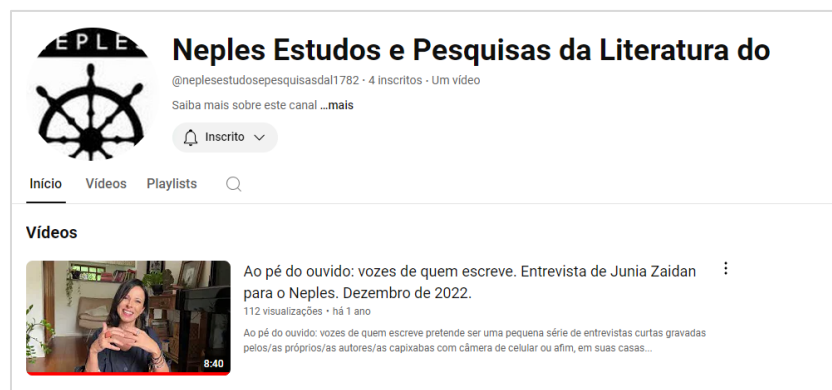 EPLE
Neples Estudos e Pesquisas da Literatura do
@neplesestudosepesquisasdal1782 • 4 inscritos • Um vídeo
Saiba mais sobre este canal ...mais
Inscrito
Início Vídeos Playlists
Vídeos
Ao pé do ouvido: vozes de quem escreve. Entrevista de Junia Zaidan
para o Neples. Dezembro de 2022.
112 visualizações • há 1 ano
Ao pé do ouvido: vozes de quem escreve pretende ser uma pequena série de entrevistas curtas gravadas
pelos/as próprios/as autores/as capixabas com câmera de celular ou afim, em suas casas...
8:40